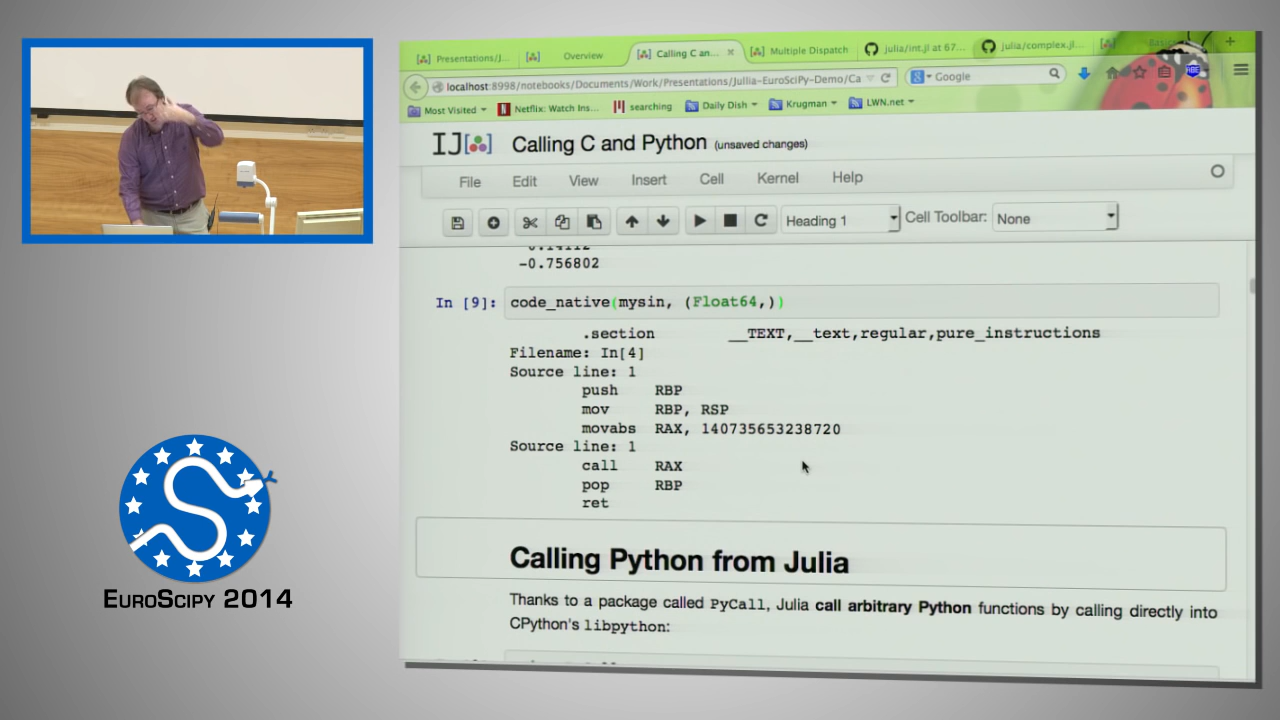 Presentations/J...
Overview
Calling C an...
Multiple Dispatch
julia/int.jl at 67...
julia/complex.jl...
localhost:8998/notebooks/Documents/Work/Presentations/Jullia-EuroSciPy-Demo/Ca
Google
ABE
Most Visited
Netflix: Watch Ins...
searching
Daily Dish
Krugman
LWN.net
IJ
Calling C and Python (unsaved changes)
File Edit View Insert Cell Kernel Help
Heading 1
Cell Toolbar: None
0.14112
-0.756802
In [9]: code_native(mysin, (Float64,))
.section __TEXT,__text,regular,pure_instructions
Filename: In[4]
Source line: 1
push RBP
mov RBP, RSP
movabs RAX, 140735653238720
Source line: 1
call RAX
pop RBP
ret
Calling Python from Julia
Thanks to a package called PyCall, Julia call arbitrary Python functions by calling directly into
CPython's libpython:
EuroScipy 2014